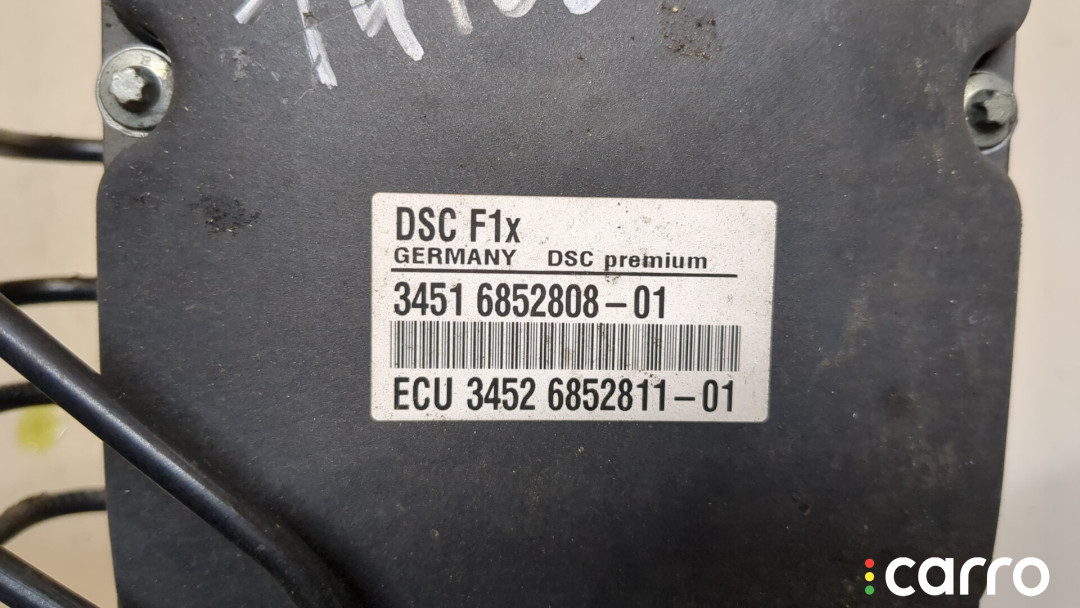 DSC F1x
GERMANY DSC premium
3451 6852808-01
ECU 3452 6852811-01
carro